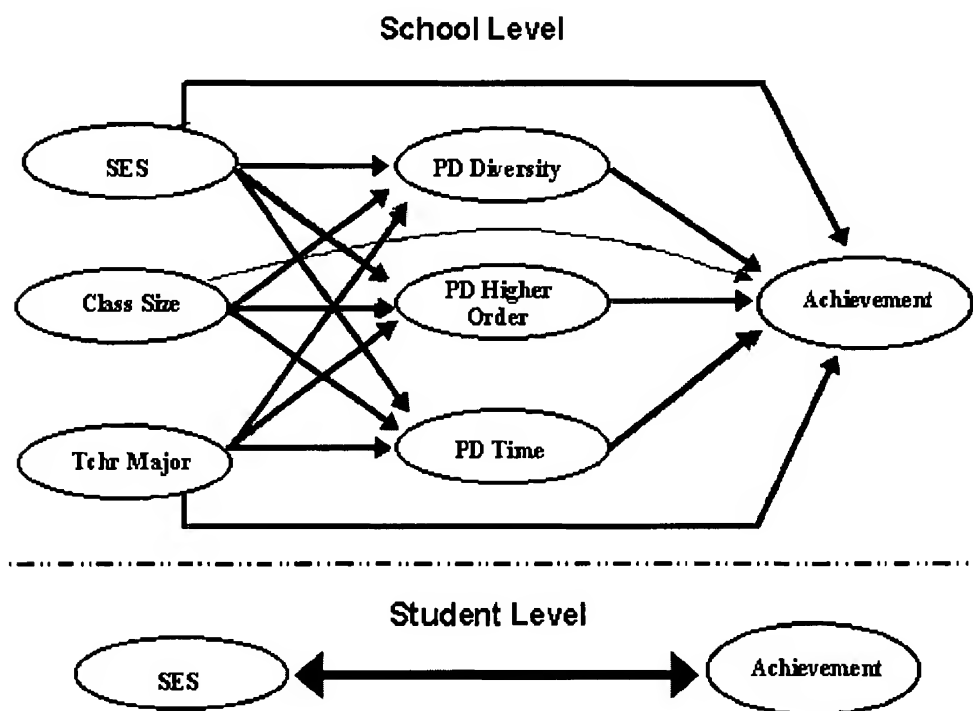 School Level
SES
PD Diversity
Class Size
PD Higher
Order
Achievement
Tchr Major
PD Time
Student Level
SES
Achievement